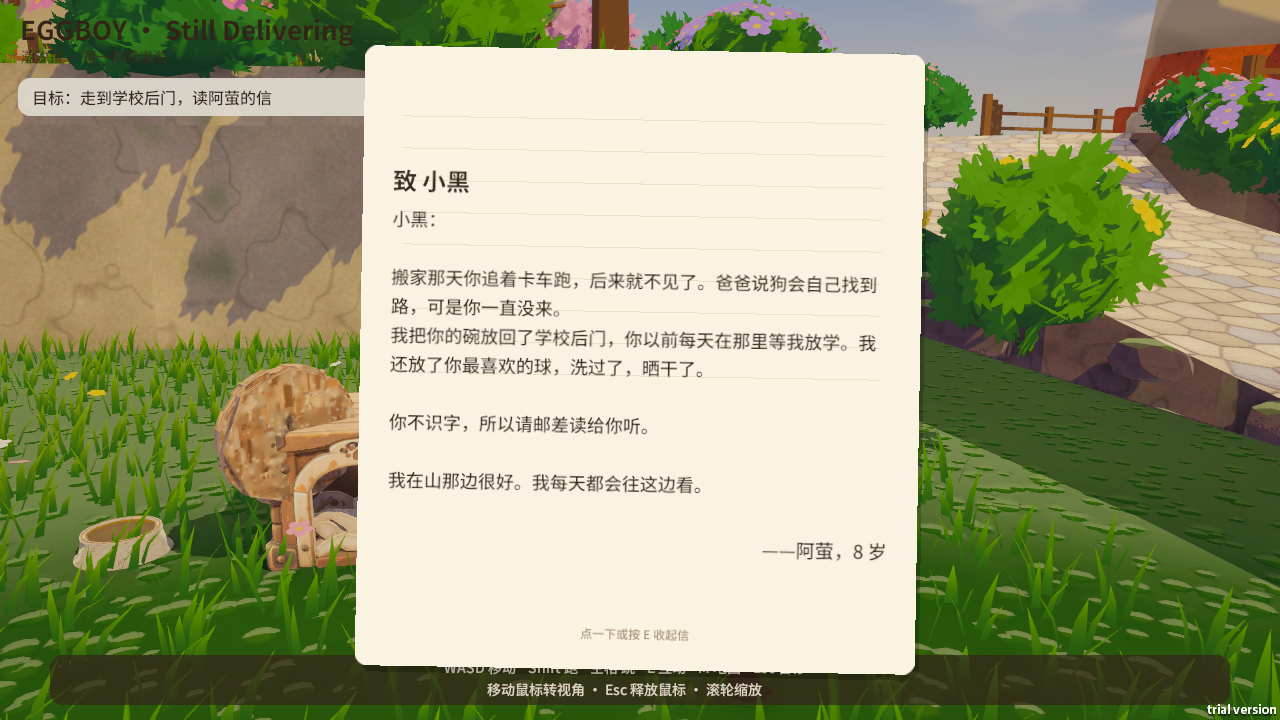 EGGBOY · Still Delivering
目标：走到学校后门，读阿萤的信
致 小黑
小黑：
搬家那天你追着卡车跑，后来就不见了。爸爸说狗会自己找到
路，可是你一直没来。
我把你的碗放回了学校后门，你以前每天在那里等我放学。我
还放了你最喜欢的球，洗过了，晒干了。
你不识字，所以请邮差读给你听。
我在山那边很好。我每天都会往这边看。
——阿萤，8 岁
点一下或按 E 收起信
移动鼠标转视角 · Esc 释放鼠标 · 滚轮缩放
trial version